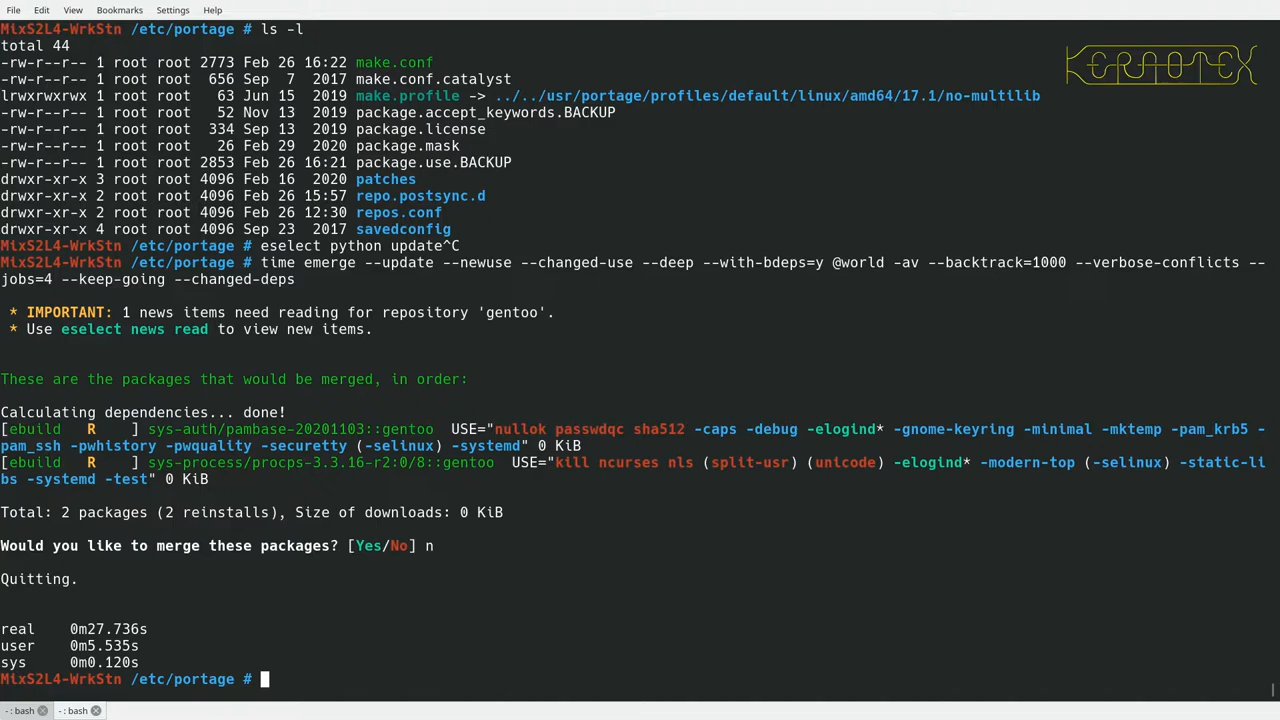 File Edit View Bookmarks Settings Help
MixS2L4-WrkStn /etc/portage # ls -l
total 44
-rw-r--r-- 1 root root 2773 Feb 26 16:22 make.conf
-rw-r--r-- 1 root root  656 Sep  7  2017 make.conf.catalyst
lrwxrwxrwx 1 root root   63 Jun 15  2019 make.profile -> ../../usr/portage/profiles/default/linux/amd64/17.1/no-multilib
-rw-r--r-- 1 root root   52 Nov 13  2019 package.accept_keywords.BACKUP
-rw-r--r-- 1 root root  334 Sep 13  2019 package.license
-rw-r--r-- 1 root root   26 Feb 29  2020 package.mask
-rw-r--r-- 1 root root 2853 Feb 26 16:21 package.use.BACKUP
drwxr-xr-x 3 root root 4096 Feb 16  2020 patches
drwxr-xr-x 2 root root 4096 Feb 26 15:57 repo.postsync.d
drwxr-xr-x 2 root root 4096 Feb 26 12:30 repos.conf
drwxr-xr-x 4 root root 4096 Sep 23  2017 savedconfig
MixS2L4-WrkStn /etc/portage # eselect python update^C
MixS2L4-WrkStn /etc/portage # time emerge --update --newuse --changed-use --deep --with-bdeps=y @world -av --backtrack=1000 --verbose-conflicts --
jobs=4 --keep-going --changed-deps
 * IMPORTANT: 1 news items need reading for repository 'gentoo'.
 * Use eselect news read to view new items.
These are the packages that would be merged, in order:
Calculating dependencies... done!
[ebuild   R    ] sys-auth/pambase-20201103::gentoo  USE="nullok passwdqc sha512 -caps -debug -elogind* -gnome-keyring -minimal -mktemp -pam_krb5 -
pam_ssh -pwhistory -pwquality -securetty (-selinux) -systemd" 0 KiB
[ebuild   R    ] sys-process/procps-3.3.16-r2:0/8::gentoo  USE="kill ncurses nls (split-usr) (unicode) -elogind* -modern-top (-selinux) -static-li
bs -systemd -test" 0 KiB
Total: 2 packages (2 reinstalls), Size of downloads: 0 KiB
Would you like to merge these packages? [Yes/No] n
Quitting.
real    0m27.736s
user    0m5.535s
sys     0m0.120s
MixS2L4-WrkStn /etc/portage #
- : bash - : bash